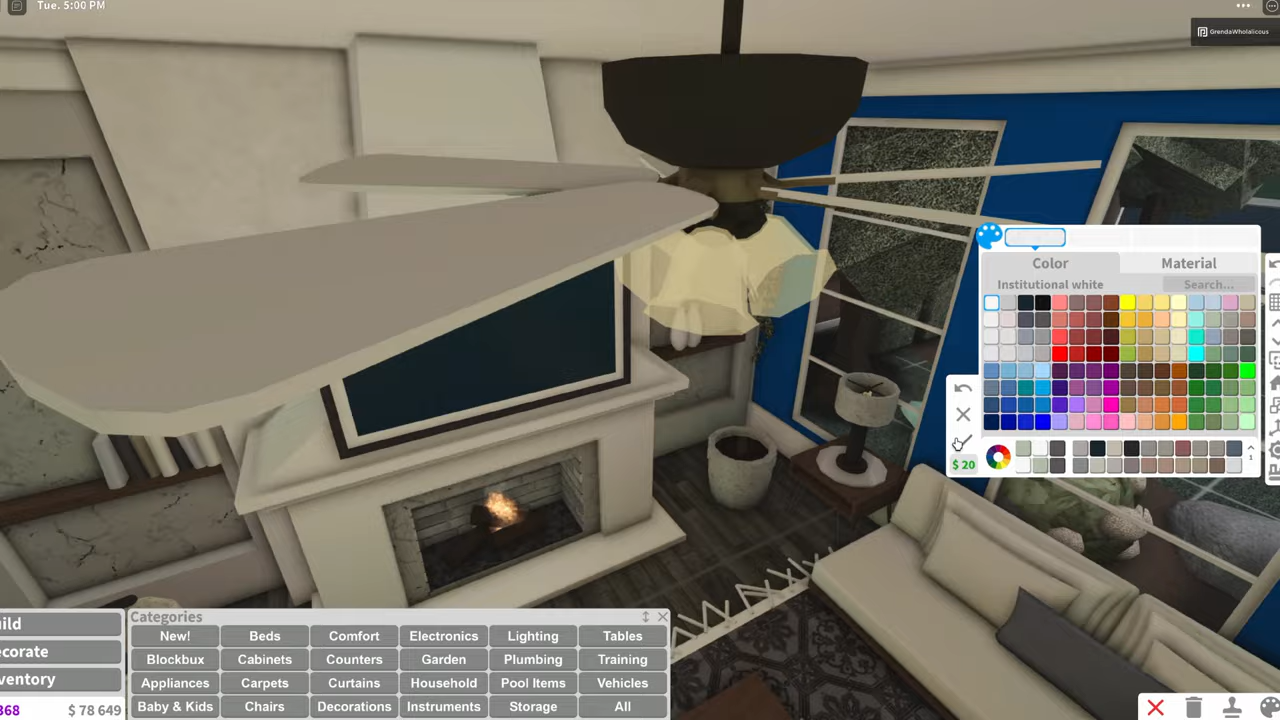 Tue. 5:00 PM
GrendaWholalicous
Color
Material
Institutional white
Search...
$ 20
1
Categories
New!
Beds
Comfort
Electronics
Lighting
Tables
Blockbux
Cabinets
Counters
Garden
Plumbing
Training
Appliances
Carpets
Curtains
Household
Pool Items
Vehicles
Baby & Kids
Chairs
Decorations
Instruments
Storage
All
uild
ecorate
ventory
368
$ 78 649